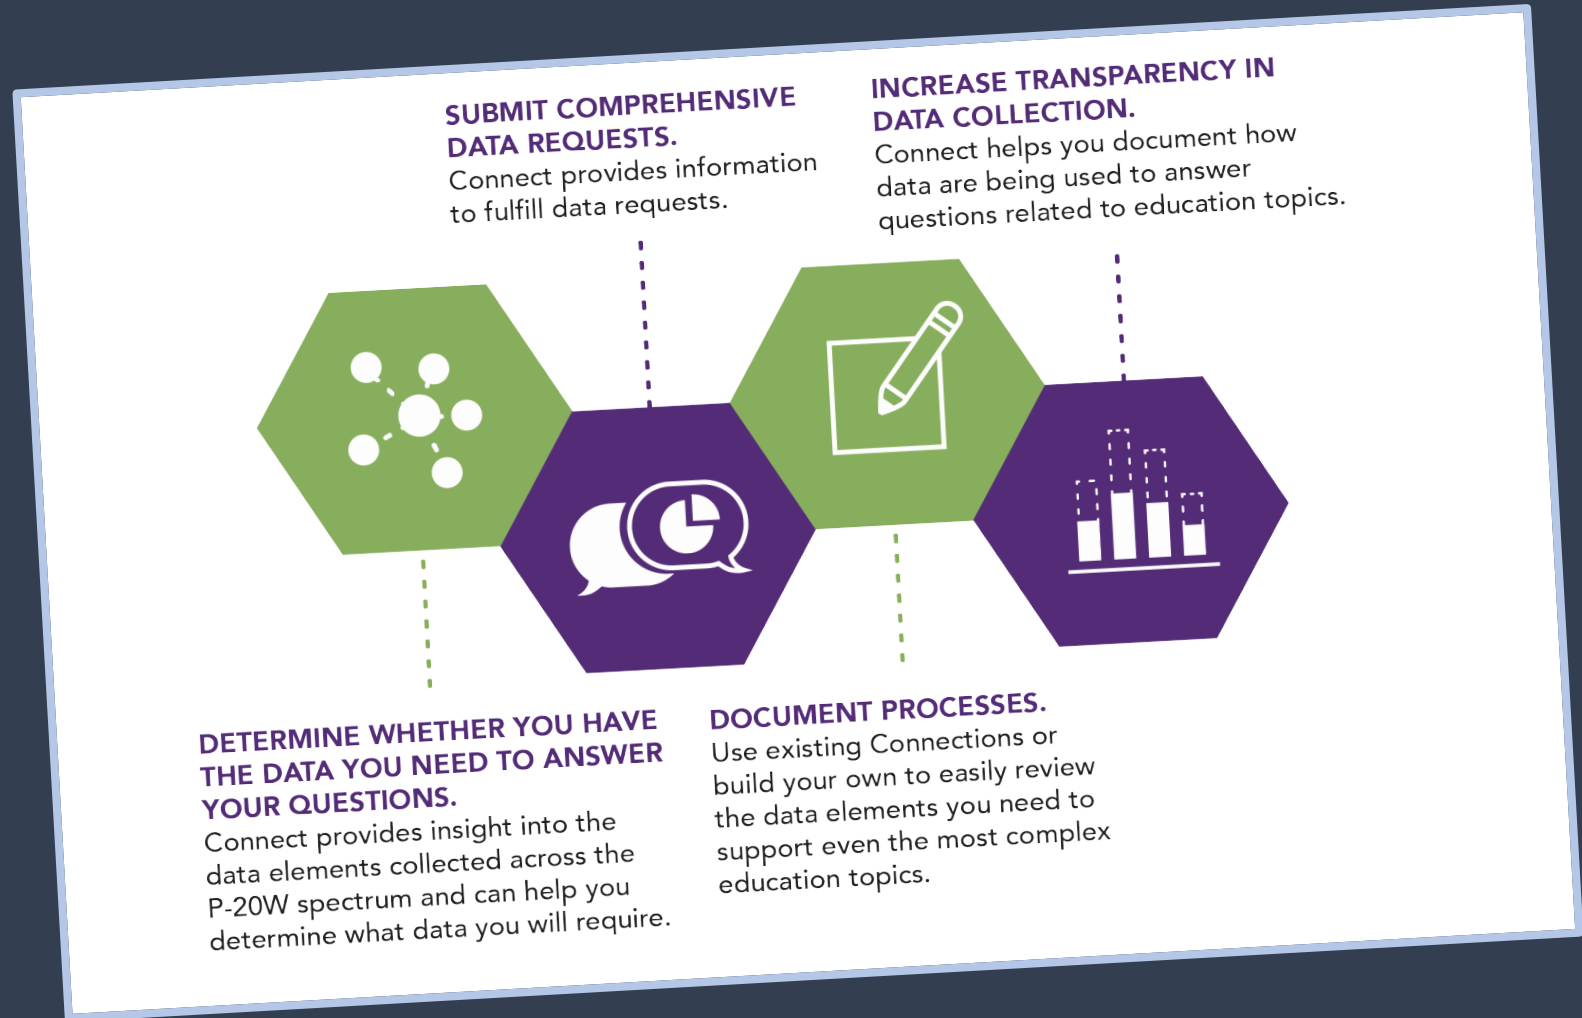 SUBMIT COMPREHENSIVE
DATA REQUESTS.
Connect provides information
to fulfill data requests.
INCREASE TRANSPARENCY IN
DATA COLLECTION.
Connect helps you document how
data are being used to answer
questions related to education topics.
DETERMINE WHETHER YOU HAVE
THE DATA YOU NEED TO ANSWER
YOUR QUESTIONS.
Connect provides insight into the
data elements collected across the
P-20W spectrum and can help you
determine what data you will require.
DOCUMENT PROCESSES.
Use existing Connections or
build your own to easily review
the data elements you need to
support even the most complex
education topics.